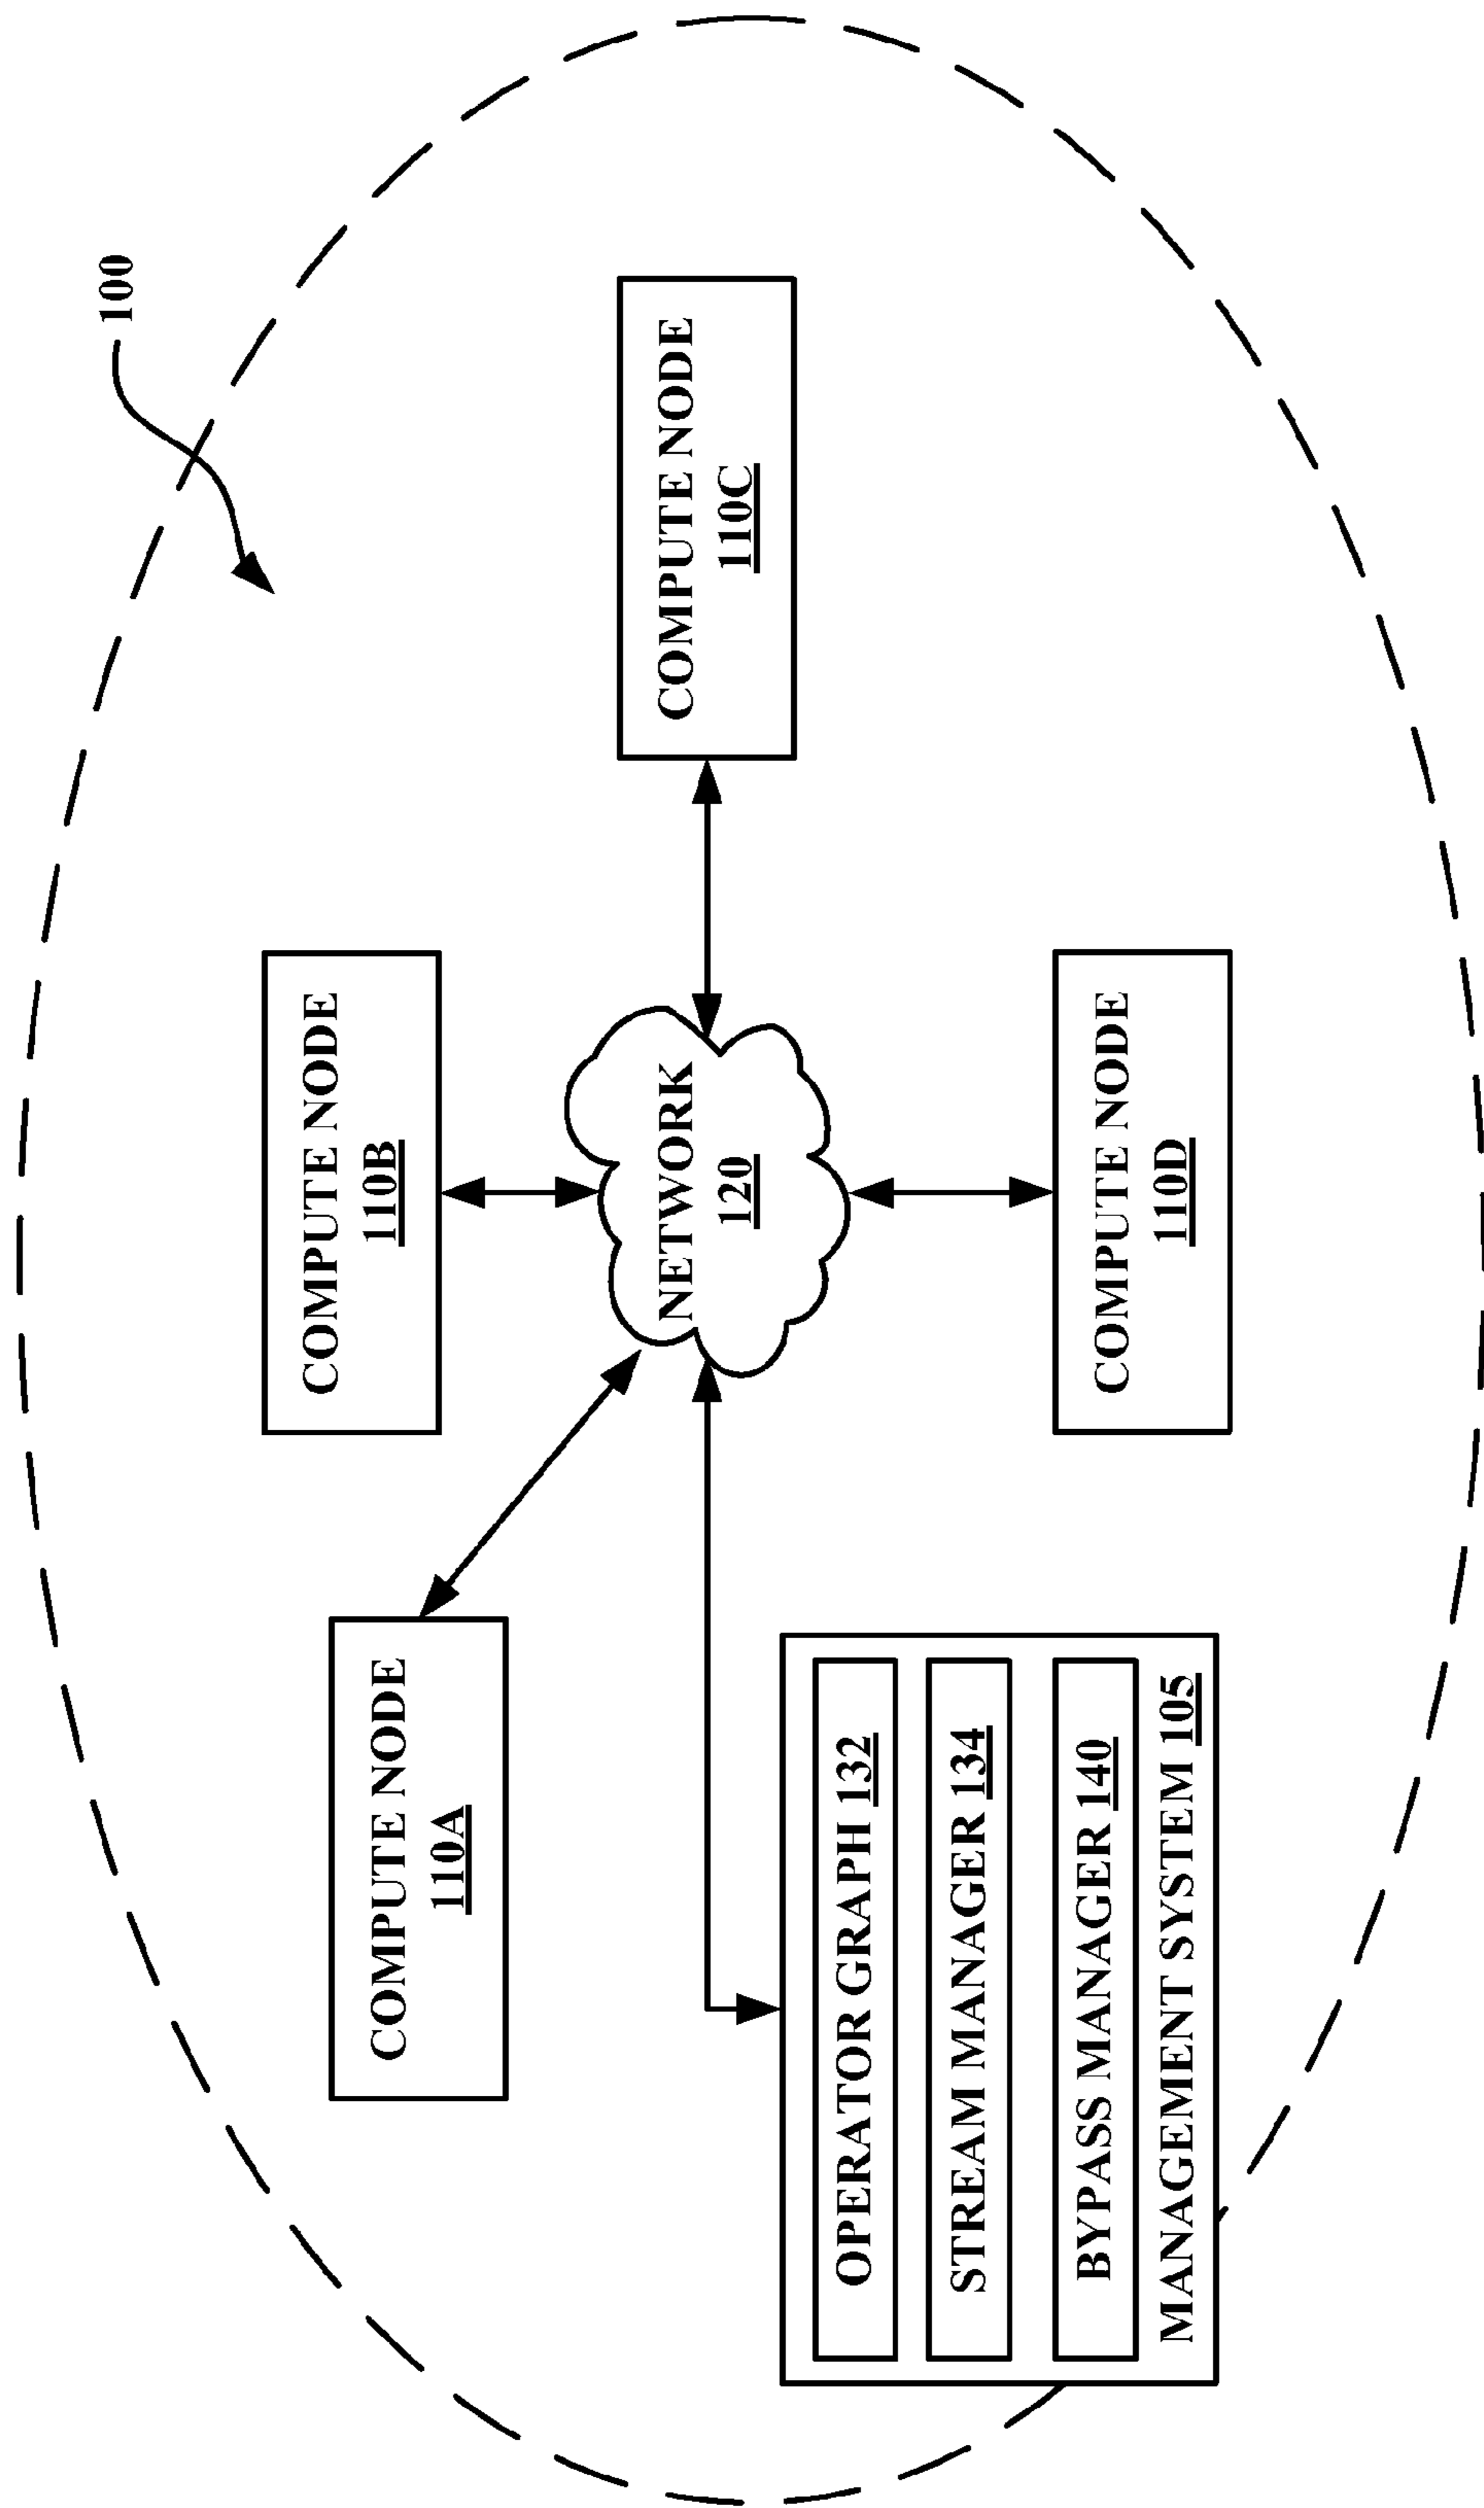 100
COMPUTE NODE
110B
COMPUTE NODE
110A
NETWORK
120
COMPUTE NODE
110C
OPERATOR GRAPH 132
STREAM MANAGER 134
BYPASS MANAGER 140
MANAGEMENT SYSTEM 105
COMPUTE NODE
110D